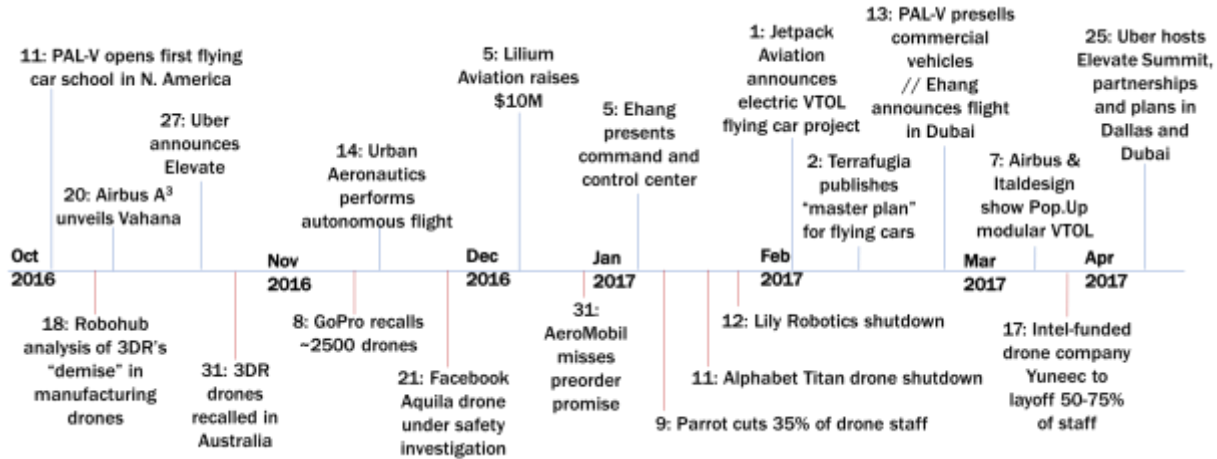 11: PAL-V opens first flying
car school in N. America
20: Airbus A³
unveils Vahana
27: Uber
announces
Elevate
14: Urban
Aeronautics
performs
autonomous flight
5: Lilium
Aviation raises
$10M
5: Ehang
presents
command and
control center
1: Jetpack
Aviation
announces
electric VTOL
flying car project
2: Terrafugia
publishes
“master plan”
for flying cars
13: PAL-V presells
commercial
vehicles
// Ehang
announces flight
in Dubai
7: Airbus &
Italdesign
show Pop.Up
modular VTOL
25: Uber hosts
Elevate Summit,
partnerships
and plans in
Dallas and
Dubai
Oct
2016
Nov
2016
Dec
2016
Jan
2017
Feb
2017
Mar
2017
Apr
2017
18: Robohub
analysis of 3DR’s
“demise” in
manufacturing
drones
31: 3DR
drones
recalled in
Australia
8: GoPro recalls
~2500 drones
21: Facebook
Aquila drone
under safety
investigation
31:
AeroMobil
misses
preorder
promise
9: Parrot cuts 35% of drone staff
11: Alphabet Titan drone shutdown
12: Lily Robotics shutdown
17: Intel-funded
drone company
Yuneec to
layoff 50-75%
of staff